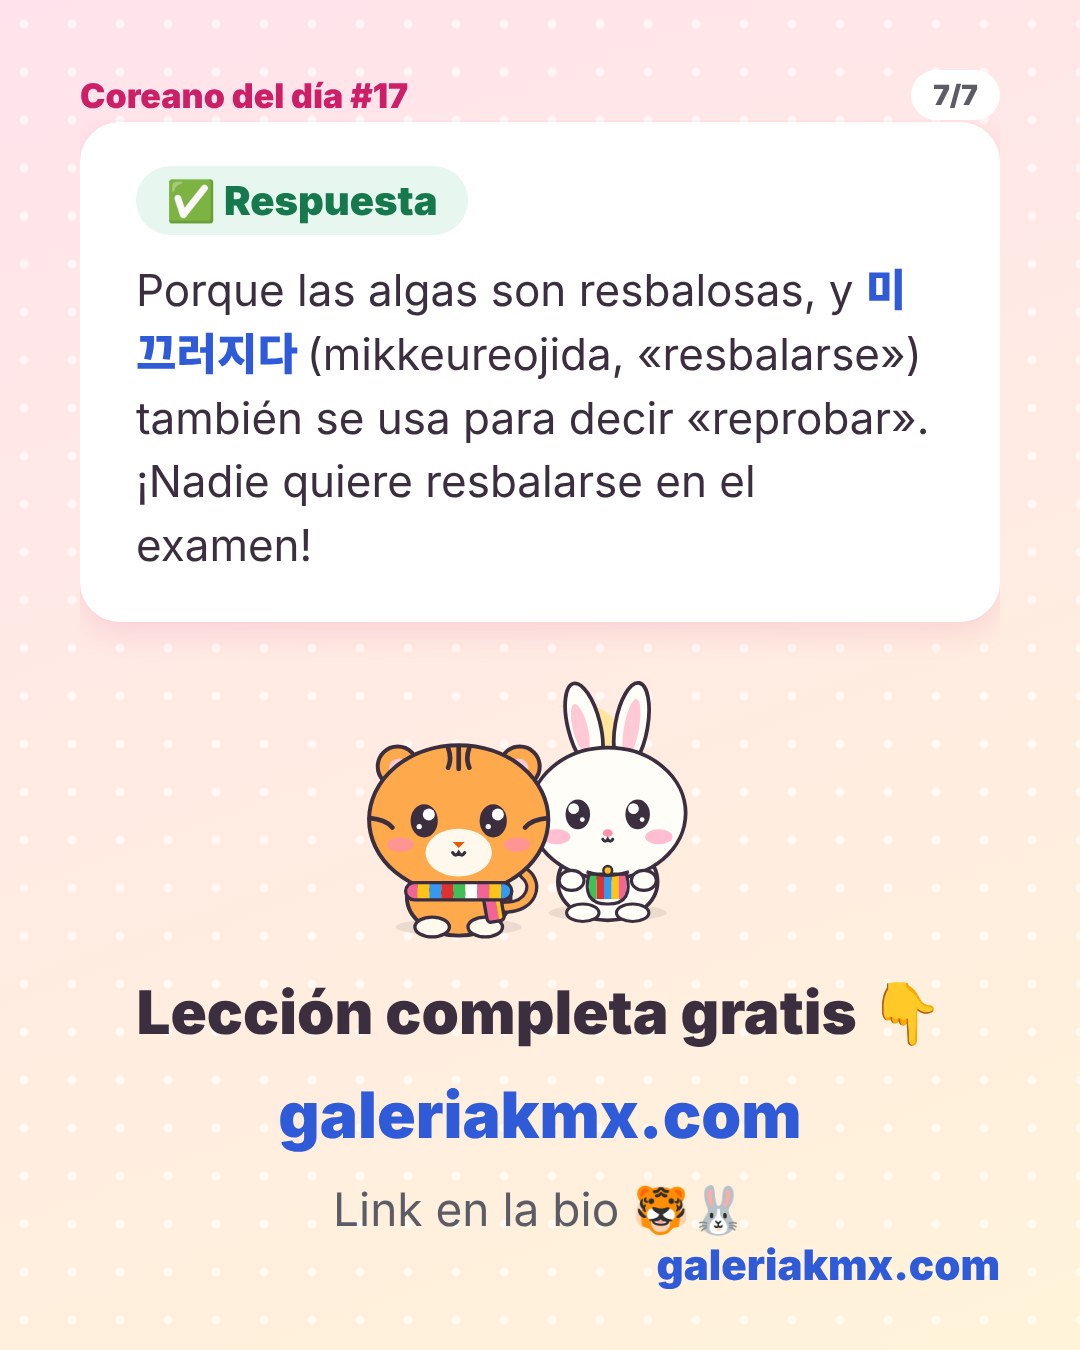 Coreano del día #17
7/7
✅ Respuesta
Porque las algas son resbalosas, y 미
끄러지다 (mikkeureojida, «resbalarse»)
también se usa para decir «reprobar».
¡Nadie quiere resbalarse en el
examen!
Lección completa gratis 👇
galeriakmx.com
Link en la bio 🐯🐰
galeriakmx.com